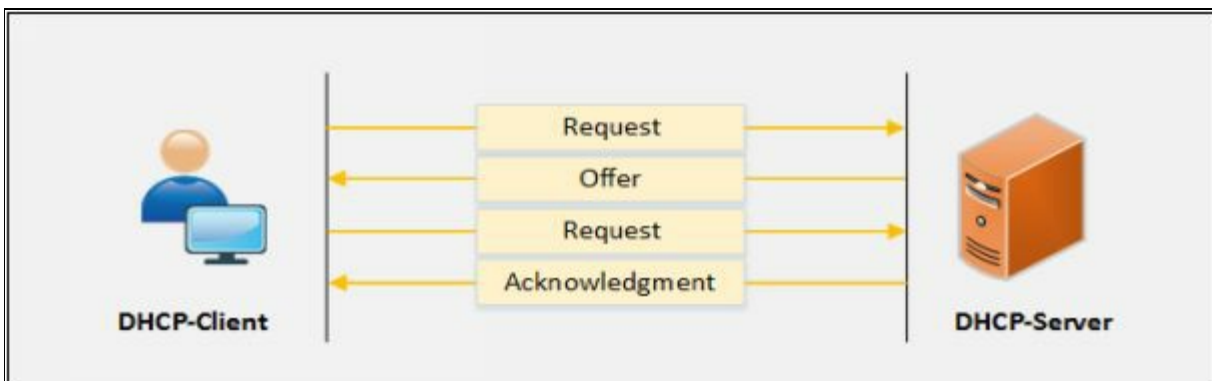 Request
Offer
Request
Acknowledgment
DHCP-Client
DHCP-Server